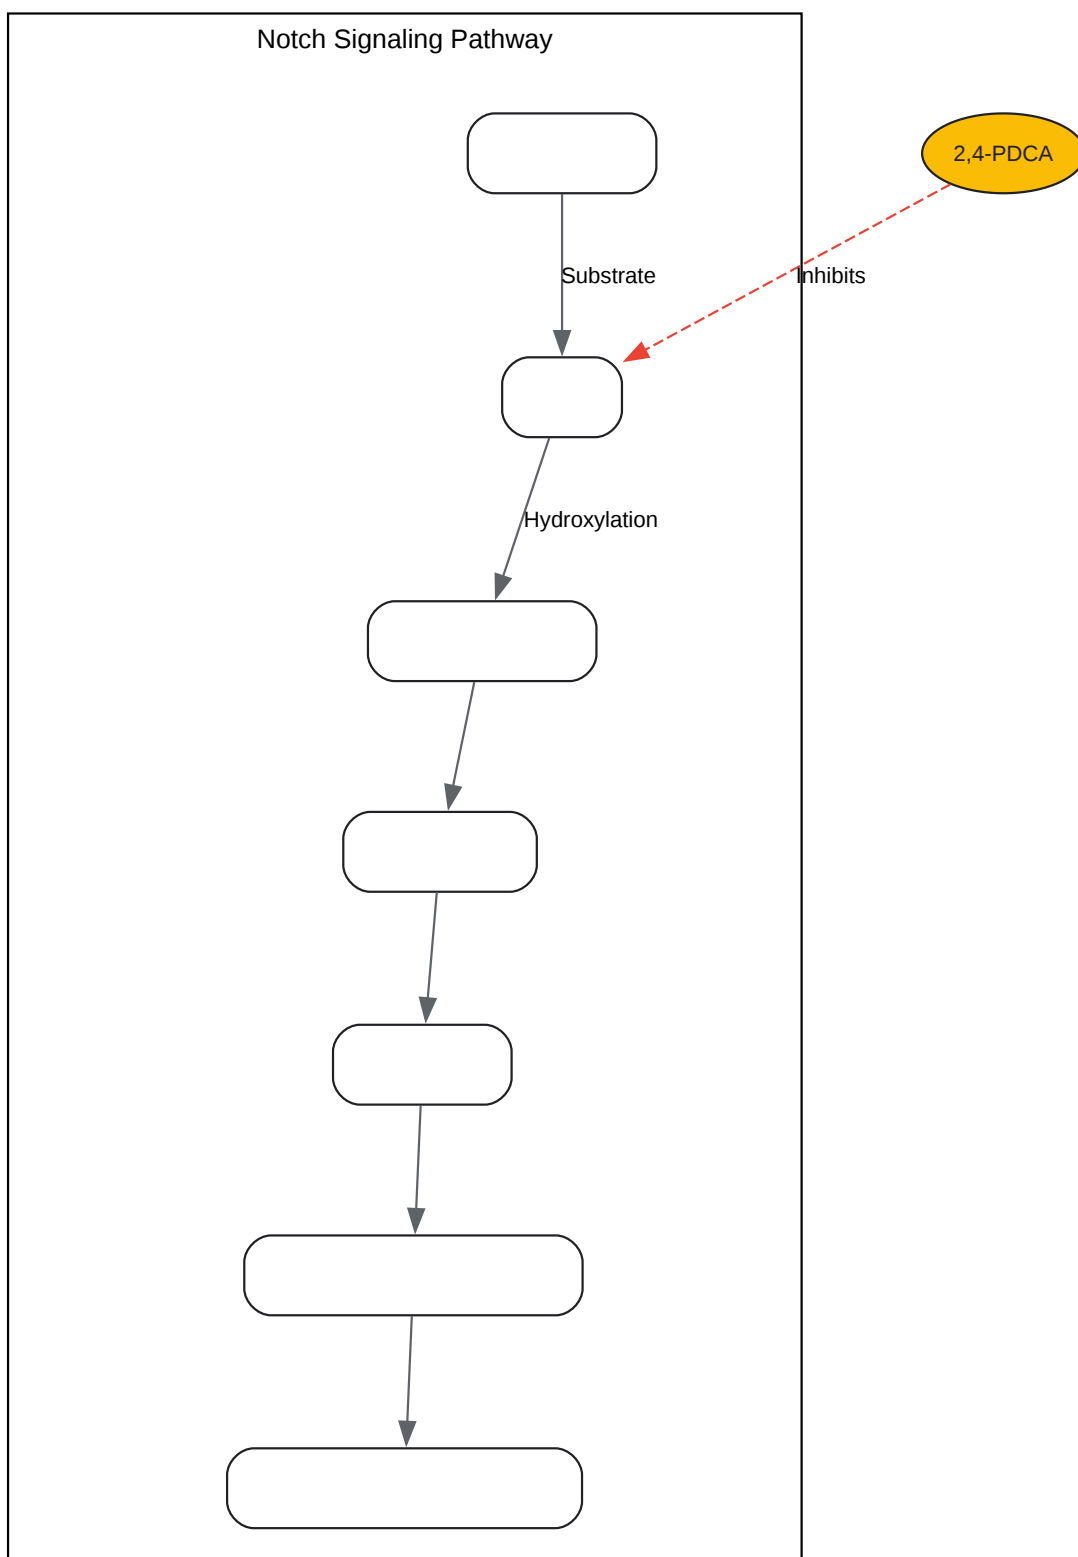 Notch Signaling Pathway
2,4-PDCA
Substrate
Inhibits
Hydroxylation